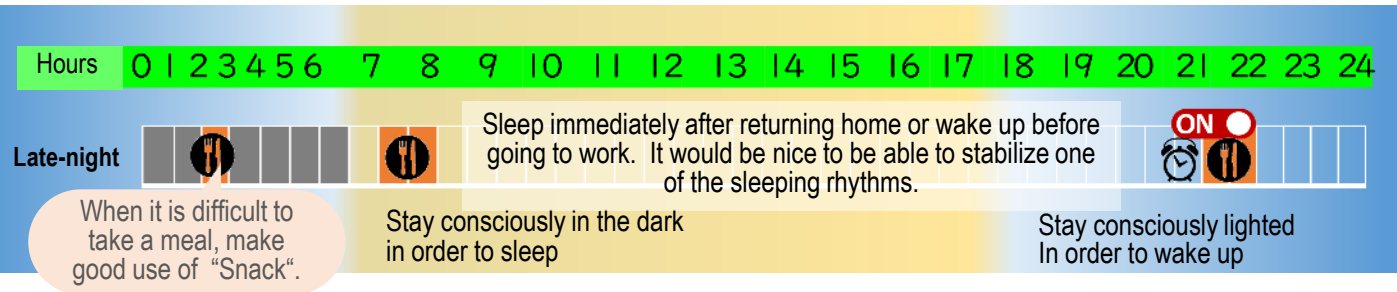 Hours 0 1 2 3 4 5 6 7 8 9 10 11 12 13 14 15 16 17 18 19 20 21 22 23 24
Late-night
ON
Sleep immediately after returning home or wake up before
going to work.  It would be nice to be able to stabilize one
of the sleeping rhythms.
When it is difficult to
take a meal, make
good use of  “Snack“.
Stay consciously in the dark
in order to sleep
Stay consciously lighted
In order to wake up